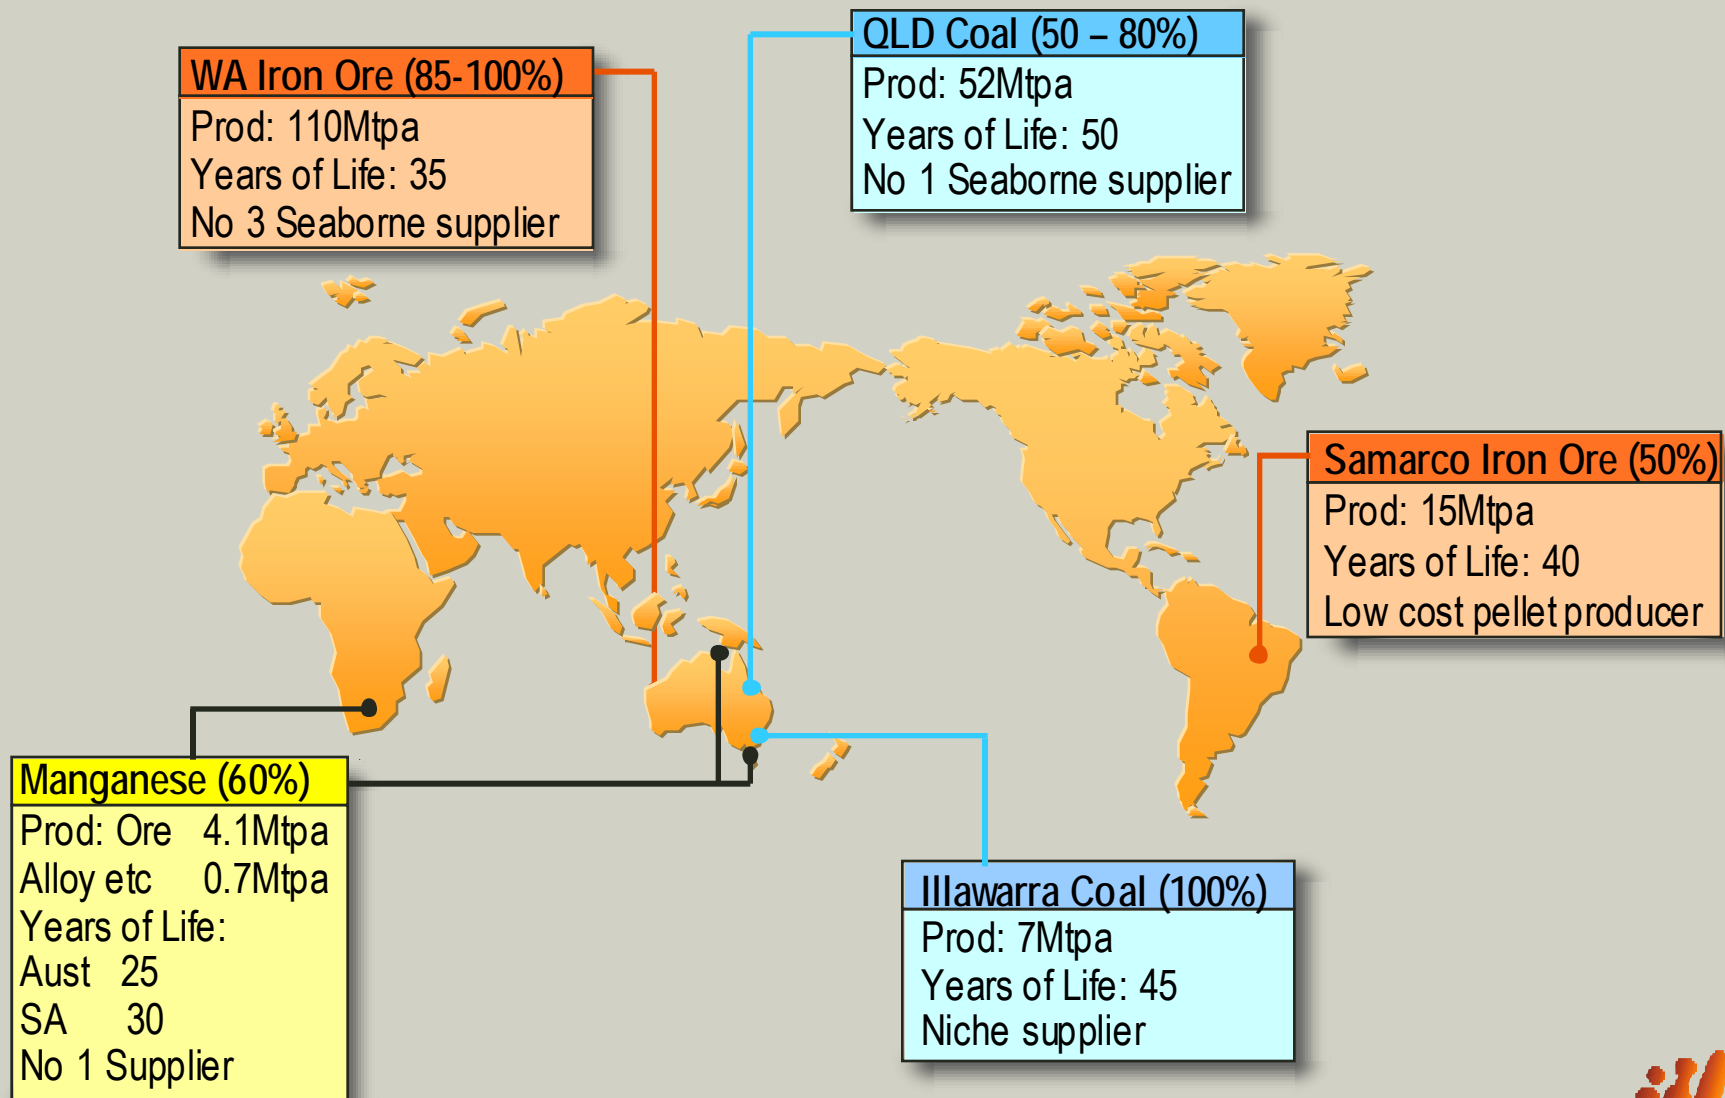 WA Iron Ore (85-100%)
Prod: 110Mtpa
Years of Life: 35
No 3 Seaborne supplier
QLD Coal (50 – 80%)
Prod: 52Mtpa
Years of Life: 50
No 1 Seaborne supplier
Samarco Iron Ore (50%)
Prod: 15Mtpa
Years of Life: 40
Low cost pellet producer
Manganese (60%)
Prod: Ore 4.1Mtpa
Alloy etc 0.7Mtpa
Years of Life:
Aust 25
SA 30
No 1 Supplier
Illawarra Coal (100%)
Prod: 7Mtpa
Years of Life: 45
Niche supplier